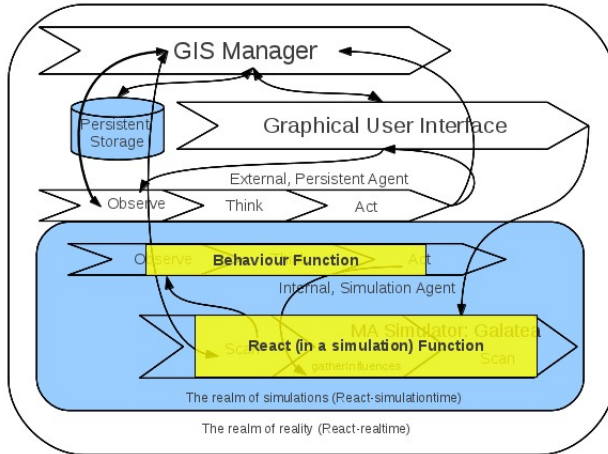 GIS Manager
Persistent
Storage
Graphical User Interface
External, Persistent Agent
Observe
Think
Act
Observe
Act
Behaviour Function
Internal, Simulation Agent
MA Simulator: Galatea
React (in a simulation) Function
Scan
Scan
gatherInfluences
The realm of simulations (React-simulationtime)
The realm of reality (React-realtime)